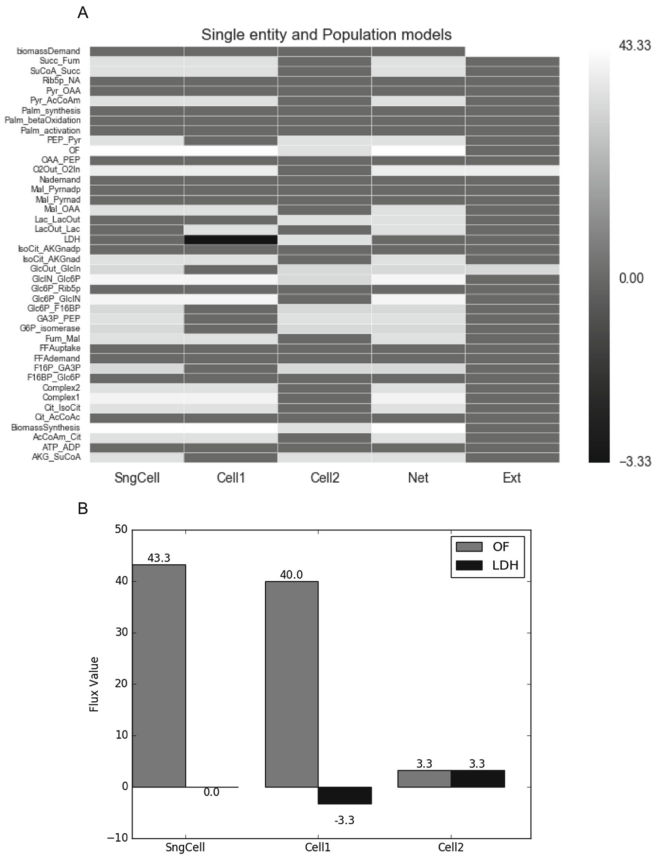 A
Single entity and Population models
biomassDemand
Succ_Fum
SuCoA_Succ
Rib5p_NA
Pyr_OAA
Pyr_AcCoAm
Palm_synthesis
Palm_betaOxidation
Palm_activation
PEP_Pyr
OF
OAA_PEP
O2Out_O2In
Nademand
Mal_Pyrnadp
Mal_Pyrnad
Mal_OAA
Lac_LacOut
LacOut_Lac
LDH
IsoCit_AKGnadp
IsoCit_AKGnad
GlcOut_GlcIn
GlcIN_Glc6P
Glc6P_Rib5p
Glc6P_GlcIN
Glc6P_F16BP
GA3P_PEP
G6P_isomerase
Fum_Mal
FFAuptake
FFAdemand
F16P_GA3P
F16BP_Glc6P
Complex2
Complex1
Cit_IsoCit
Cit_AcCoAc
BiomassSynthesis
AcCoAm_Cit
ATP_ADP
AKG_SuCoA
SngCell Cell1 Cell2 Net Ext
43.33
0.00
−3.33
B
50
40
30
20
10
0
−10
Flux Value
43.3
0.0
40.0
-3.3
3.3
3.3
OF
LDH
SngCell Cell1 Cell2